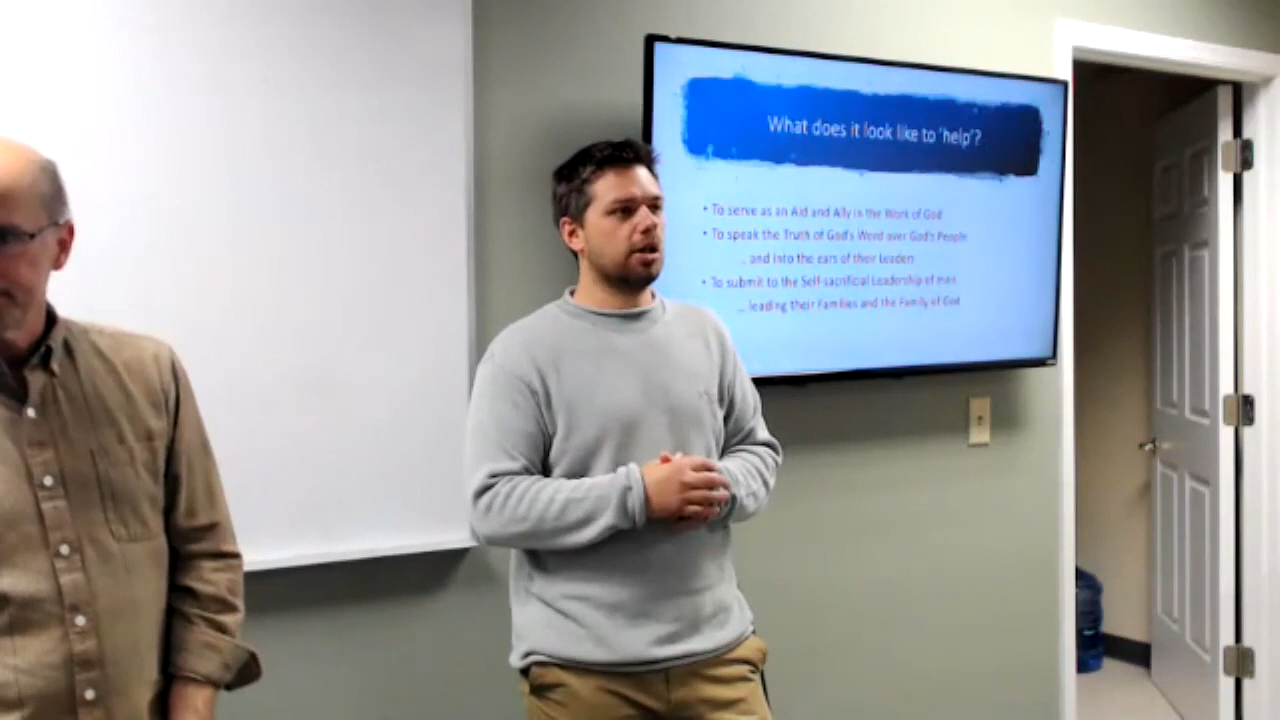 What does it look like to 'help'?
• To serve as an Aid and Ally in the Work of God
• To speak the Truth of God's Word over God's People
... and into the ears of their Leaders
• To submit to the Self-sacrificial Leadership of men
... leading their Families and the Family of God